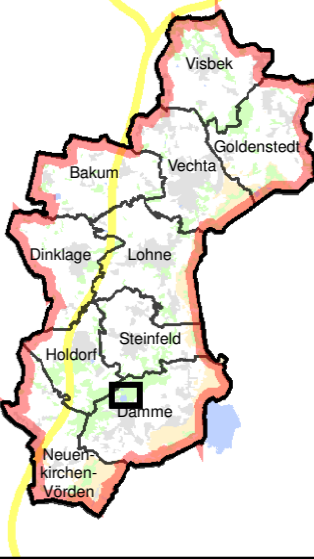 Visbek
Goldenstedt
Vechta
Bakum
Dinklage
Lohne
Steinfeld
Holdorf
Damme
Neuen-
kirchen-
Vörden